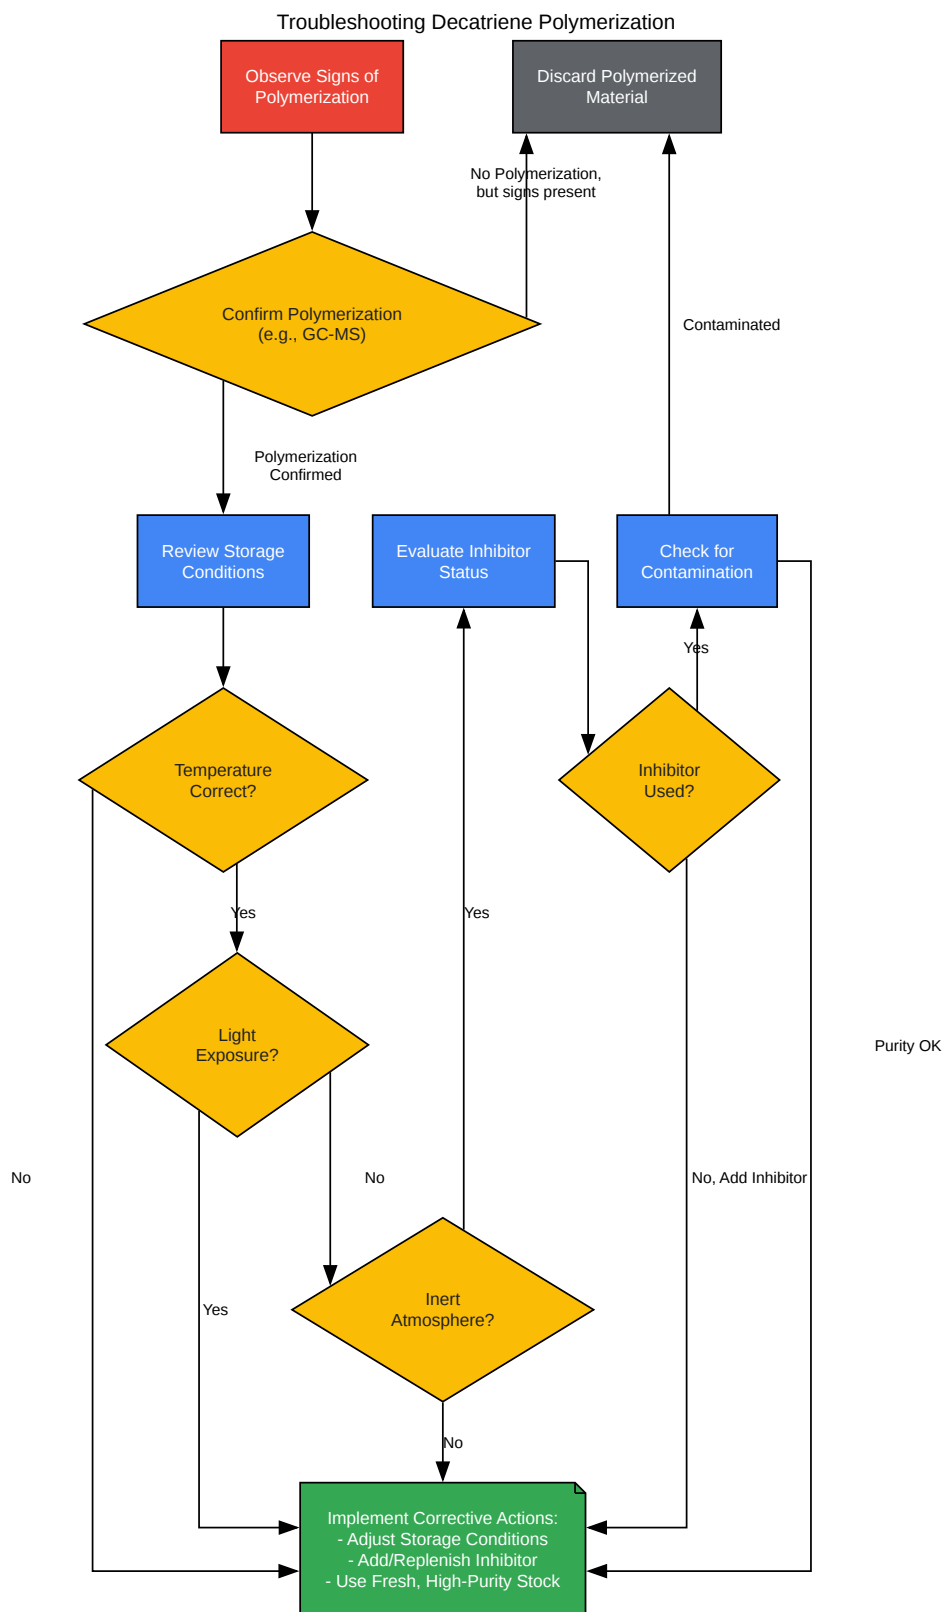 Troubleshooting Decatriene Polymerization
Observe Signs of
Polymerization
Discard Polymerized
Material
No Polymerization,
but signs present
Confirm Polymerization
(e.g., GC-MS)
Contaminated
Polymerization
Confirmed
Review Storage
Conditions
Evaluate Inhibitor
Status
Check for
Contamination
Yes
Temperature
Correct?
Inhibitor
Used?
Yes
Yes
Light
Exposure?
Purity OK
No
No
No, Add Inhibitor
Yes
Inert
Atmosphere?
No
Implement Corrective Actions:
- Adjust Storage Conditions
- Add/Replenish Inhibitor
- Use Fresh, High-Purity Stock